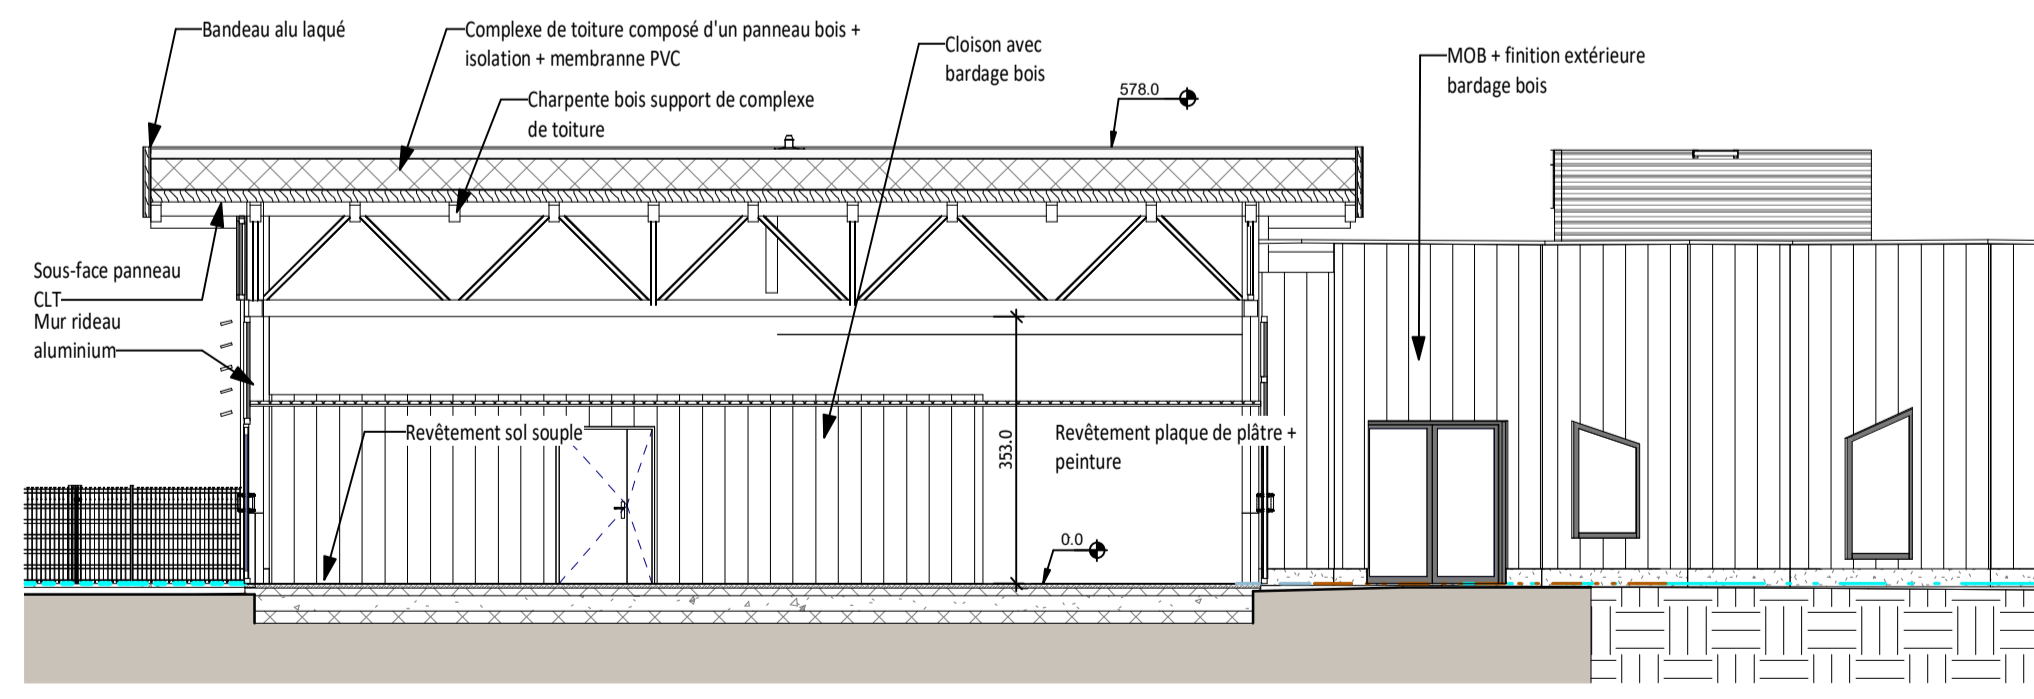 Bandeau alu laqué
Complexe de toiture composé d'un panneau bois +
isolation + membranne PVC
Charpente bois support de complexe
de toiture
Cloison avec
bardage bois
MOB + finition extérieure
bardage bois
578.0
Sous-face panneau
CLT
Mur rideau
aluminium
Revêtement sol souple
353.0
Revêtement plaque de plâtre +
peinture
0.0